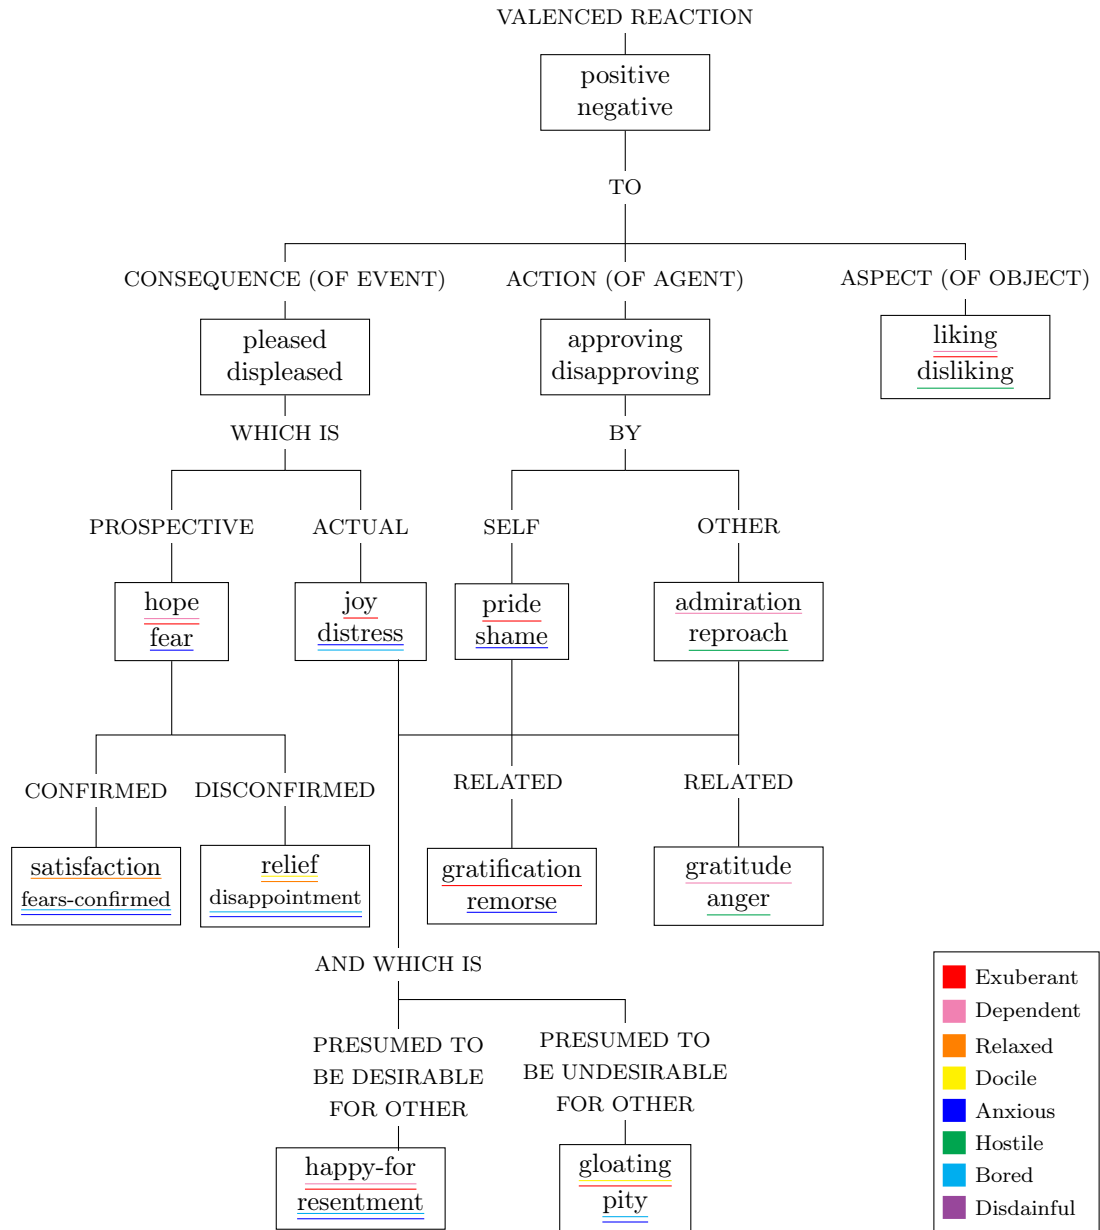 VALENCED REACTION
positive
negative
TO
CONSEQUENCE (OF EVENT)
ACTION (OF AGENT)
ASPECT (OF OBJECT)
pleased
displeased
approving
disapproving
liking
disliking
WHICH IS
BY
PROSPECTIVE
ACTUAL
SELF
OTHER
hope
fear
joy
distress
pride
shame
admiration
reproach
CONFIRMED
DISCONFIRMED
RELATED
RELATED
satisfaction
fears-confirmed
relief
disappointment
gratification
remorse
gratitude
anger
AND WHICH IS
PRESUMED TO
BE DESIRABLE
FOR OTHER
PRESUMED TO
BE UNDESIRABLE
FOR OTHER
happy-for
resentment
gloating
pity
Exuberant
Dependent
Relaxed
Docile
Anxious
Hostile
Bored
Disdainful